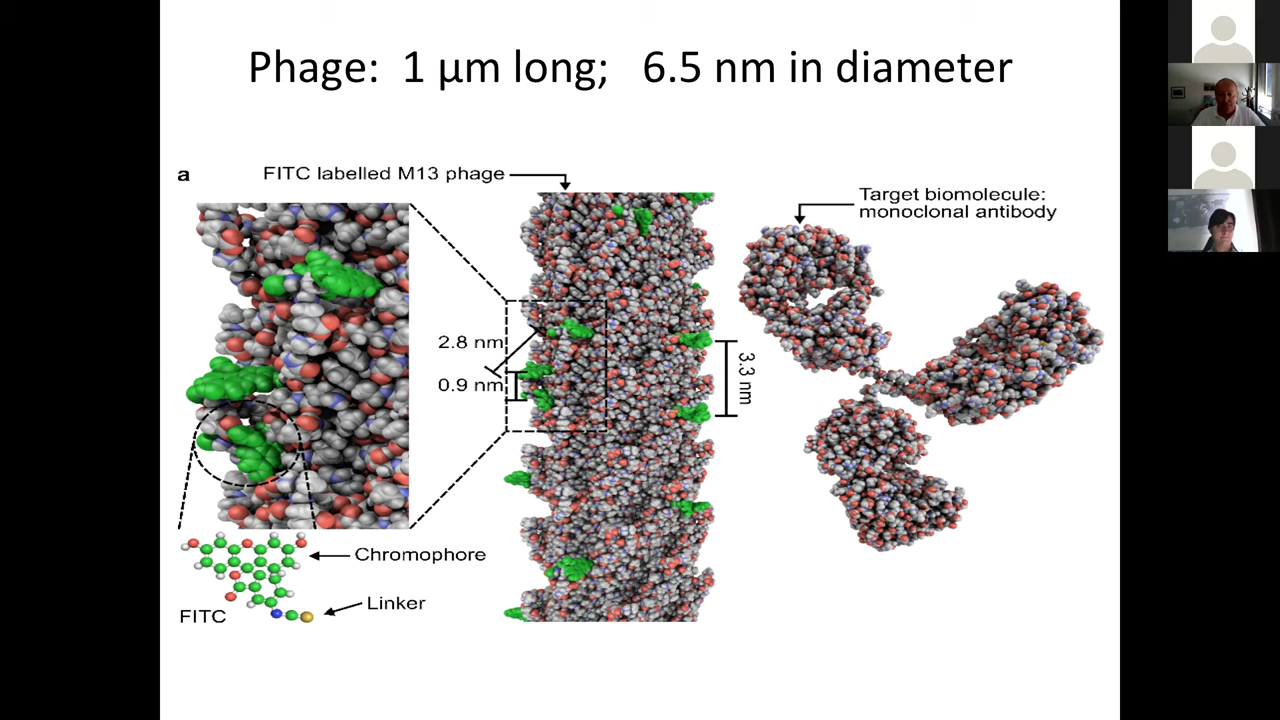 Phage: 1 μm long; 6.5 nm in diameter
a
FITC labelled M13 phage
Target biomolecule:
monoclonal antibody
2.8 nm
0.9 nm
3.3 nm
Chromophore
Linker
FITC